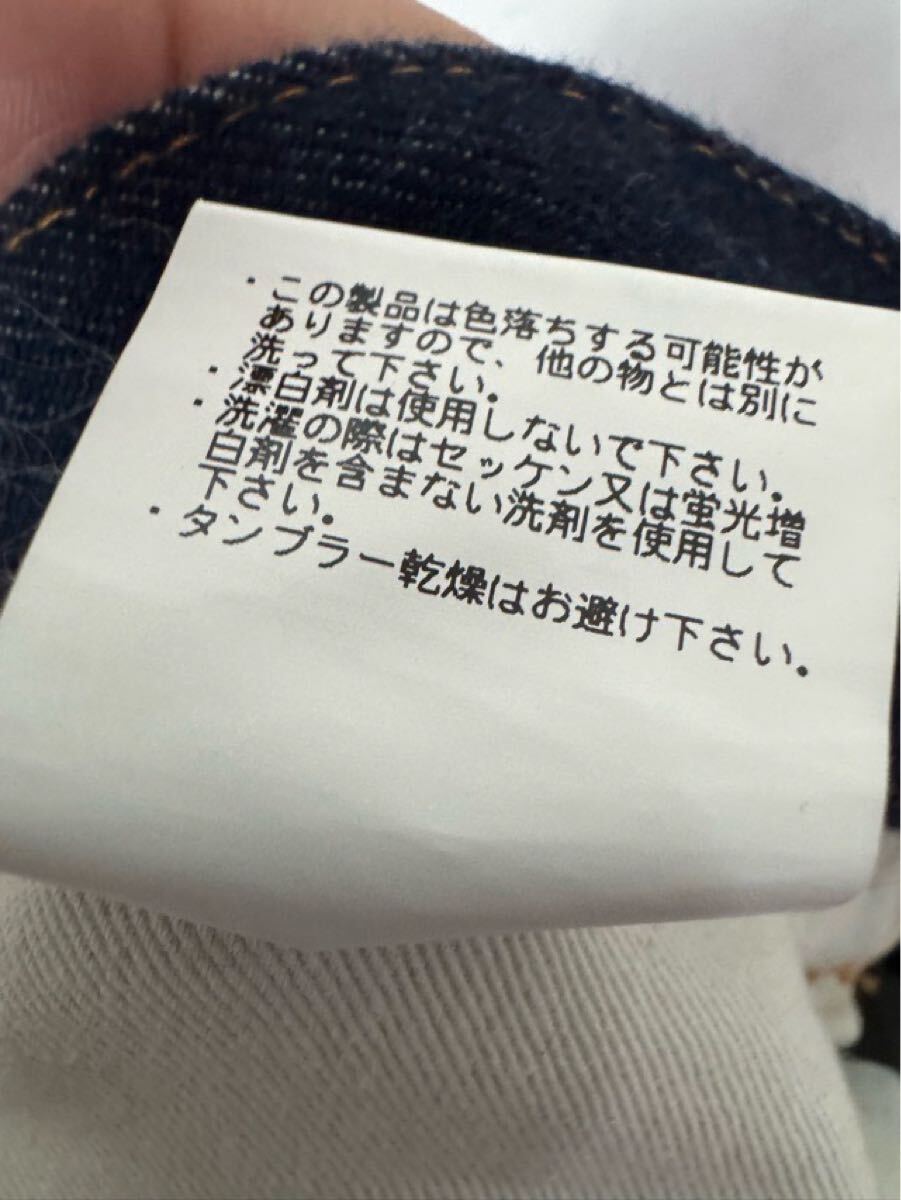 ・この製品は色落ちする可能性が
ありますので、他の物とは別に
洗って下さい.
・漂白剤は使用しないで下さい.
・洗濯の際はセッケン又は蛍光増
白剤を含まない洗剤を使用して
下さい.
・タンブラー乾燥はお避け下さい.